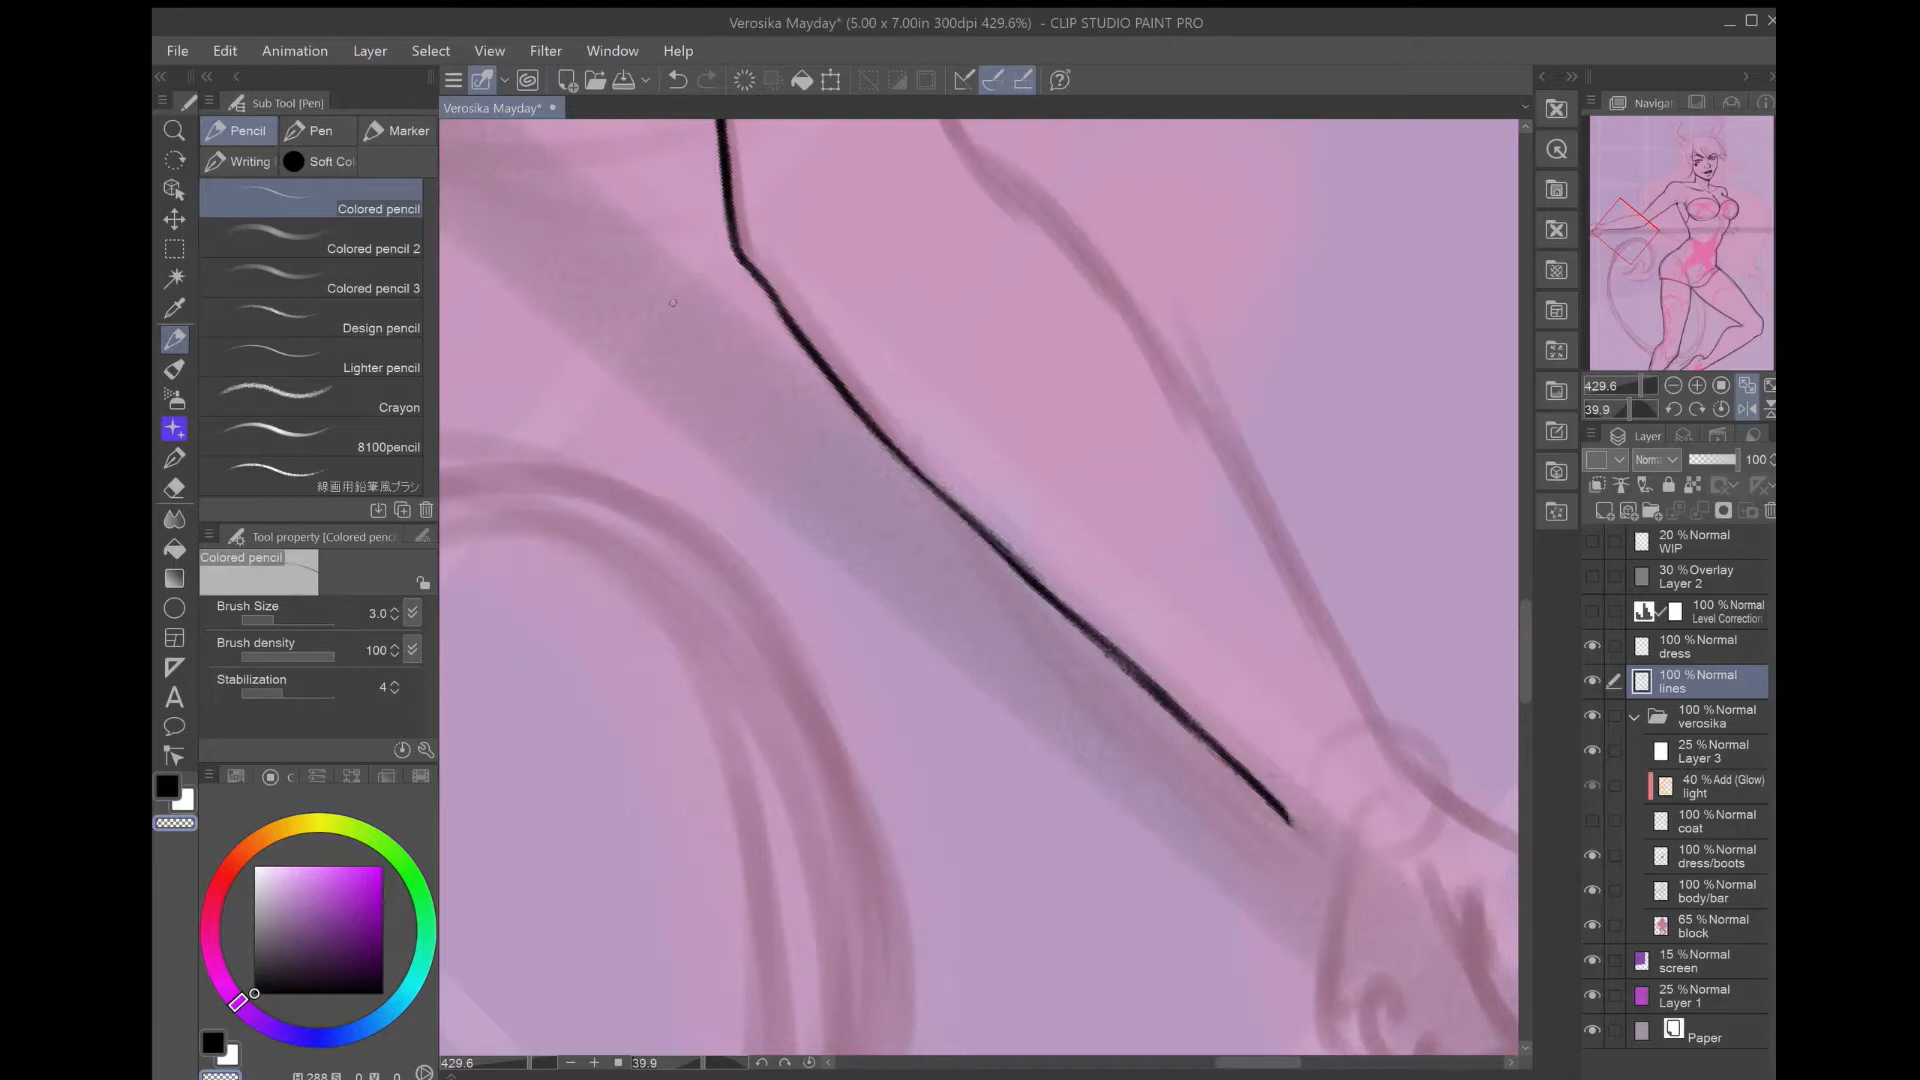 Verosika Mayday* (5.00 x 7.00in 300dpi 429.6%) - CLIP STUDIO PAINT PRO
File Edit Animation Layer Select View Filter Window Help
Sub Tool [Pen]
Pencil Pen Marker
Writing Soft Col
Colored pencil
Colored pencil 2
Colored pencil 3
Design pencil
Lighter pencil
Crayon
8100pencil
線画用鉛筆風ブラシ
Tool property [Colored penci
Colored pencil
Brush Size 3.0
Brush density 100
Stabilization 4
Verosika Mayday*
429.6 39.9
Navigat
429.6
39.9
Layer
Norm 100
20 %Normal
WIP
30 %Overlay
Layer 2
100 %Normal
Level Correction
100 %Normal
dress
100 %Normal
lines
100 %Normal
verosika
25 %Normal
Layer 3
40 %Add (Glow)
light
100 %Normal
coat
100 %Normal
dress/boots
100 %Normal
body/bar
65 %Normal
block
15 %Normal
screen
25 %Normal
Layer 1
Paper
H 288 S 0 V 0